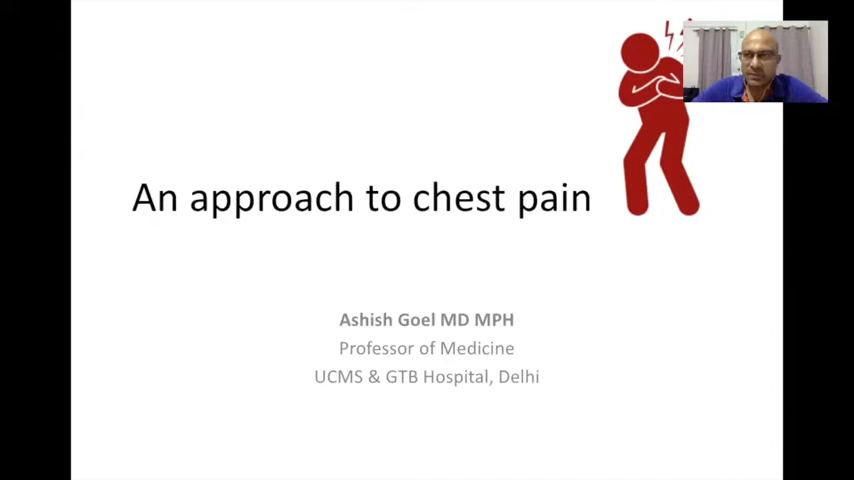 An approach to chest pain
Ashish Goel MD MPH
Professor of Medicine
UCMS & GTB Hospital, Delhi